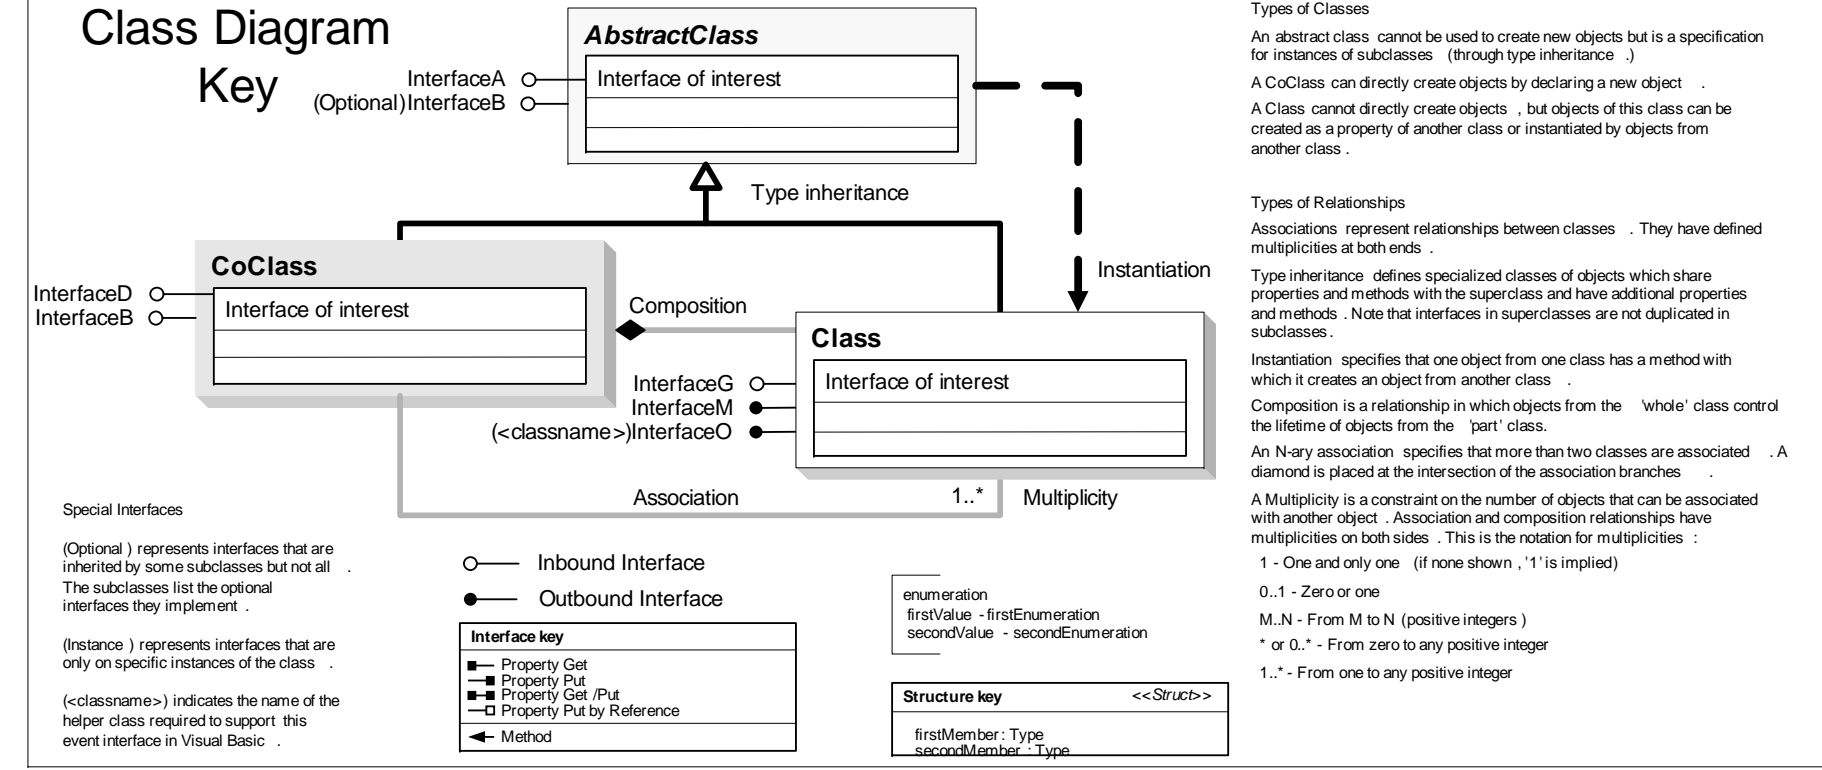 Class Diagram
Key
AbstractClass
Interface of interest
InterfaceA
(Optional)InterfaceB
Type inheritance
CoClass
Interface of interest
InterfaceD
InterfaceB
Composition
Instantiation
Class
Interface of interest
InterfaceG
InterfaceM
(<classname>)InterfaceO
Association
1..*
Multiplicity
Special Interfaces
(Optional ) represents interfaces that are
inherited by some subclasses but not all .
The subclasses list the optional
interfaces they implement .
(Instance ) represents interfaces that are
only on specific instances of the class .
(<classname>) indicates the name of the
helper class required to support this
event interface in Visual Basic .
Inbound Interface
Outbound Interface
Interface key
Property Get
Property Put
Property Get /Put
Property Put by Reference
Method
enumeration
firstValue - firstEnumeration
secondValue - secondEnumeration
Structure key <<Struct>>
firstMember : Type
secondMember : Type
Types of Classes
An abstract class cannot be used to create new objects but is a specification
for instances of subclasses (through type inheritance .)
A CoClass can directly create objects by declaring a new object .
A Class cannot directly create objects , but objects of this class can be
created as a property of another class or instantiated by objects from
another class .
Types of Relationships
Associations represent relationships between classes . They have defined
multiplicities at both ends .
Type inheritance defines specialized classes of objects which share
properties and methods with the superclass and have additional properties
and methods . Note that interfaces in superclasses are not duplicated in
subclasses .
Instantiation specifies that one object from one class has a method with
which it creates an object from another class .
Composition is a relationship in which objects from the 'whole' class control
the lifetime of objects from the 'part' class.
An N-ary association specifies that more than two classes are associated . A
diamond is placed at the intersection of the association branches .
A Multiplicity is a constraint on the number of objects that can be associated
with another object . Association and composition relationships have
multiplicities on both sides . This is the notation for multiplicities :
1 - One and only one (if none shown , '1' is implied)
0..1 - Zero or one
M..N - From M to N (positive integers )
* or 0..* - From zero to any positive integer
1..* - From one to any positive integer